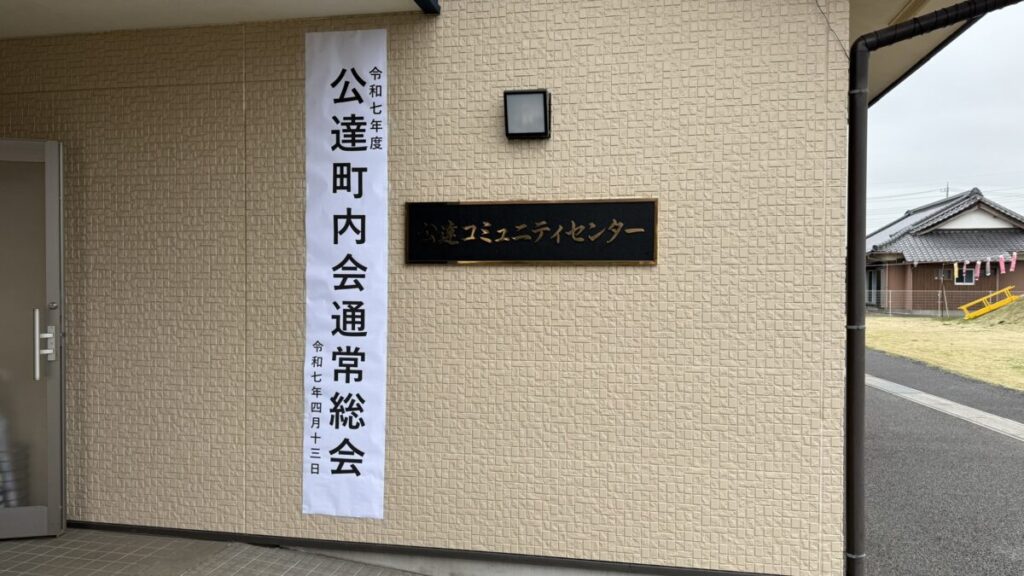 令和七年度
公達町内会通常総会
令和七年四月十三日
公達コミュニティセンター